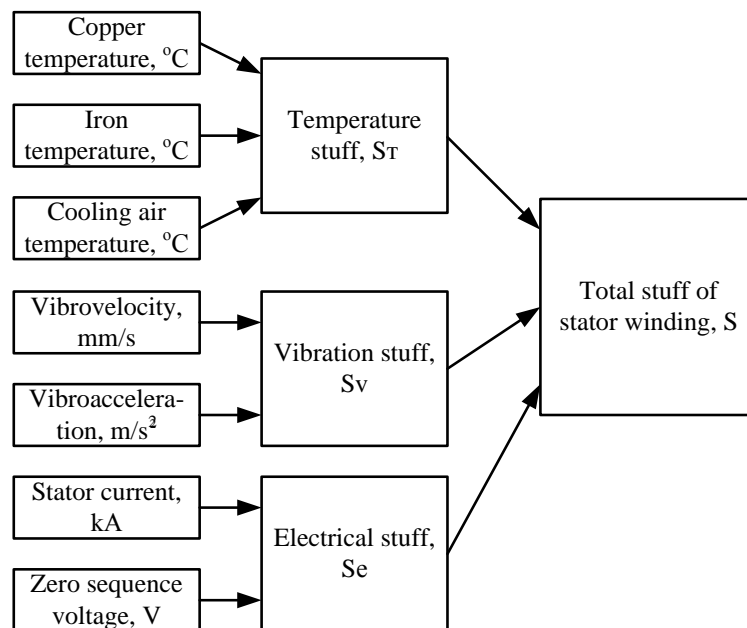 Copper
temperature, °C
Iron
temperature, °C
Cooling air
temperature, °C
Vibrovelocity,
mm/s
Vibroaccelera-
tion, m/s²
Stator current,
kA
Zero sequence
voltage, V
Temperature
stuff, Sт
Vibration stuff,
Sv
Electrical stuff,
Se
Total stuff of
stator winding, S